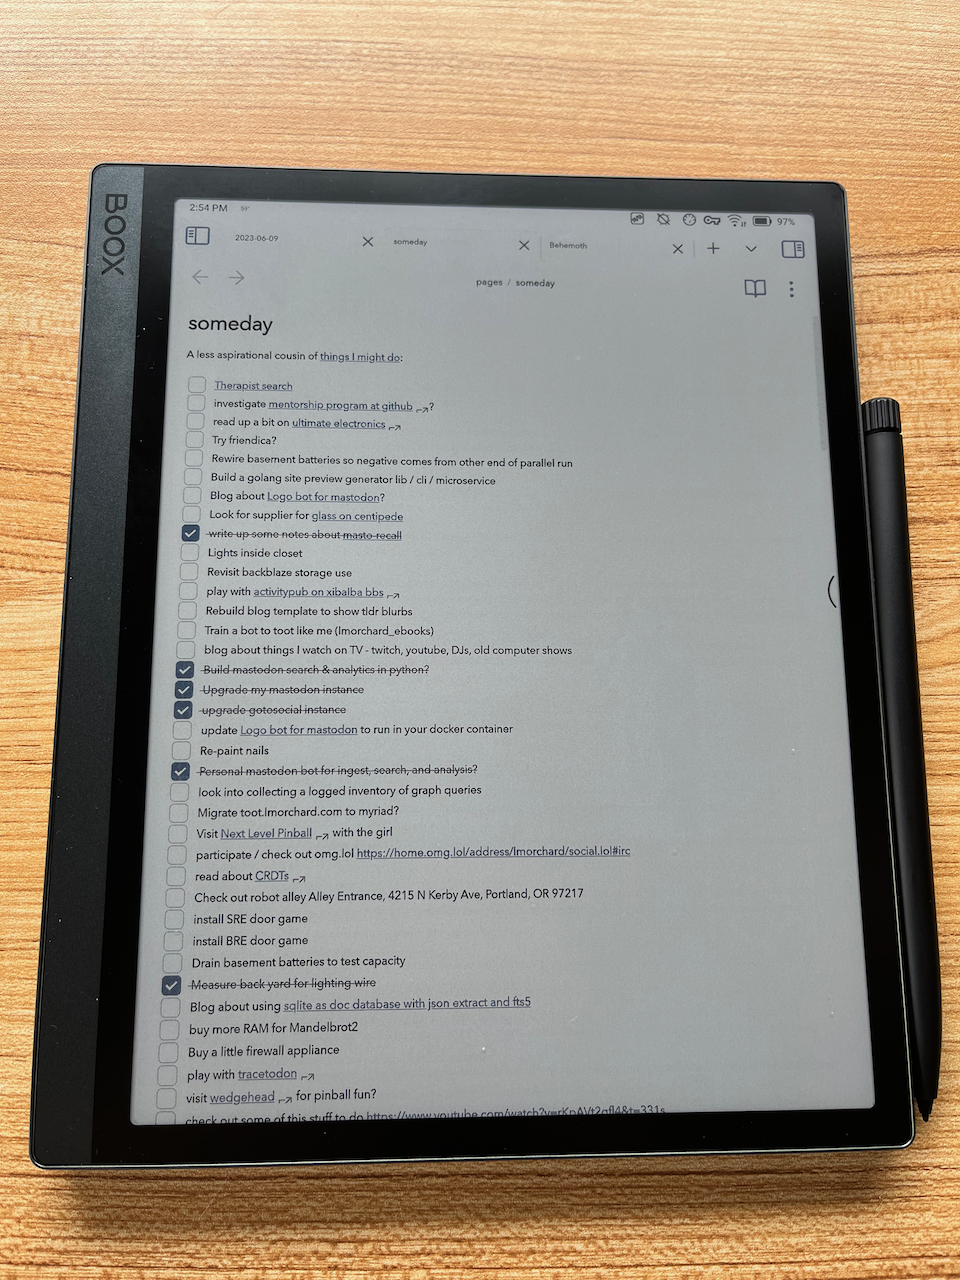 BOOX
2:54 PM 59°
97%
2023-06-09
someday
Behemoth
pages / someday
someday
A less aspirational cousin of things I might do:
Therapist search
investigate mentorship program at github ?
read up a bit on ultimate electronics
Try friendica?
Rewire basement batteries so negative comes from other end of parallel run
Build a golang site preview generator lib / cli / microservice
Blog about Logo bot for mastodon?
Look for supplier for glass on centipede
write up some notes about masto-recall
Lights inside closet
Revisit backblaze storage use
play with activitypub on xibalba bbs
Rebuild blog template to show tldr blurbs
Train a bot to toot like me (lmorchard_ebooks)
blog about things I watch on TV - twitch, youtube, DJs, old computer shows
Build mastodon search & analytics in python?
Upgrade my mastodon instance
upgrade gotosocial instance
update Logo bot for mastodon to run in your docker container
Re-paint nails
Personal mastodon bot for ingest, search, and analysis?
look into collecting a logged inventory of graph queries
Migrate toot.lmorchard.com to myriad?
Visit Next Level Pinball with the girl
participate / check out omg.lol https://home.omg.lol/address/lmorchard/social.lol#irc
read about CRDTs
Check out robot alley Alley Entrance, 4215 N Kerby Ave, Portland, OR 97217
install SRE door game
install BRE door game
Drain basement batteries to test capacity
Measure back yard for lighting wire
Blog about using sqlite as doc database with json extract and fts5
buy more RAM for Mandelbrot2
Buy a little firewall appliance
play with tracetodon
visit wedgehead for pinball fun?
check out some of this stuff to do